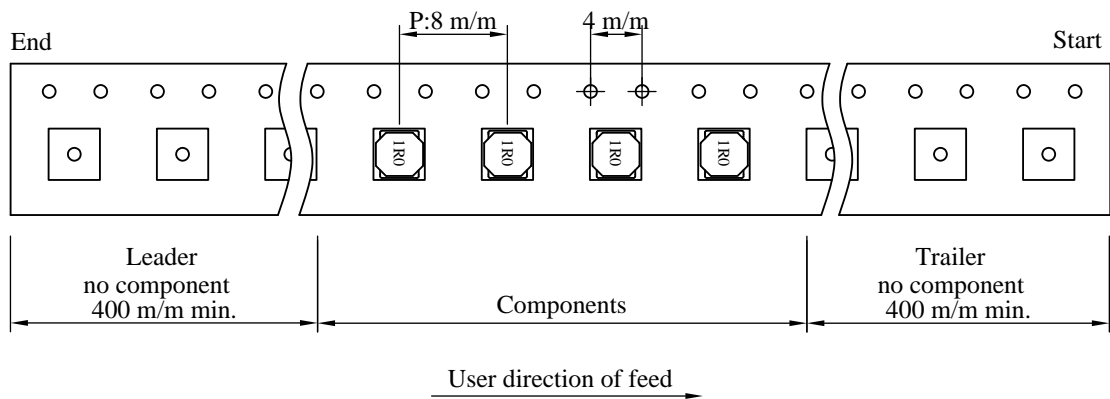 P:8 m/m
4 m/m
End
Start
1R0
1R0
1R0
1R0
Leader
no component
400 m/m min.
Components
Trailer
no component
400 m/m min.
User direction of feed